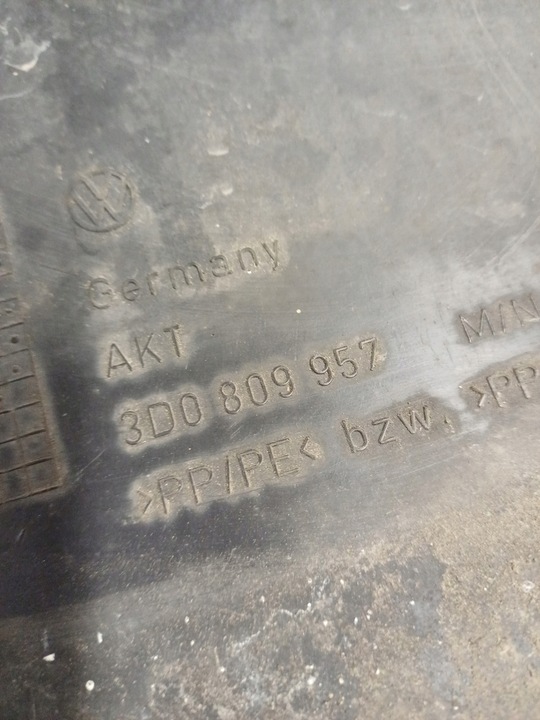 Germany
AKT
3D0 809 957 M/N
>PP/PE< bzw. >PP